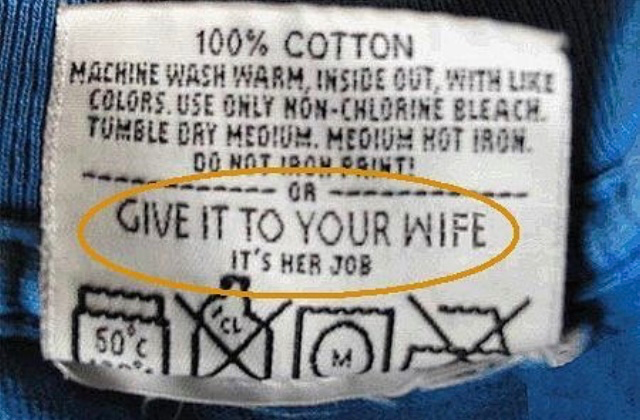 100% COTTON
MACHINE WASH WARM, INSIDE OUT, WITH LIKE
COLORS. USE ONLY NON-CHLORINE BLEACH.
TUMBLE DRY MEDIUM. MEDIUM HOT IRON.
DO NOT IRON PRINT!
OR
GIVE IT TO YOUR WIFE
IT'S HER JOB
50°C CL M